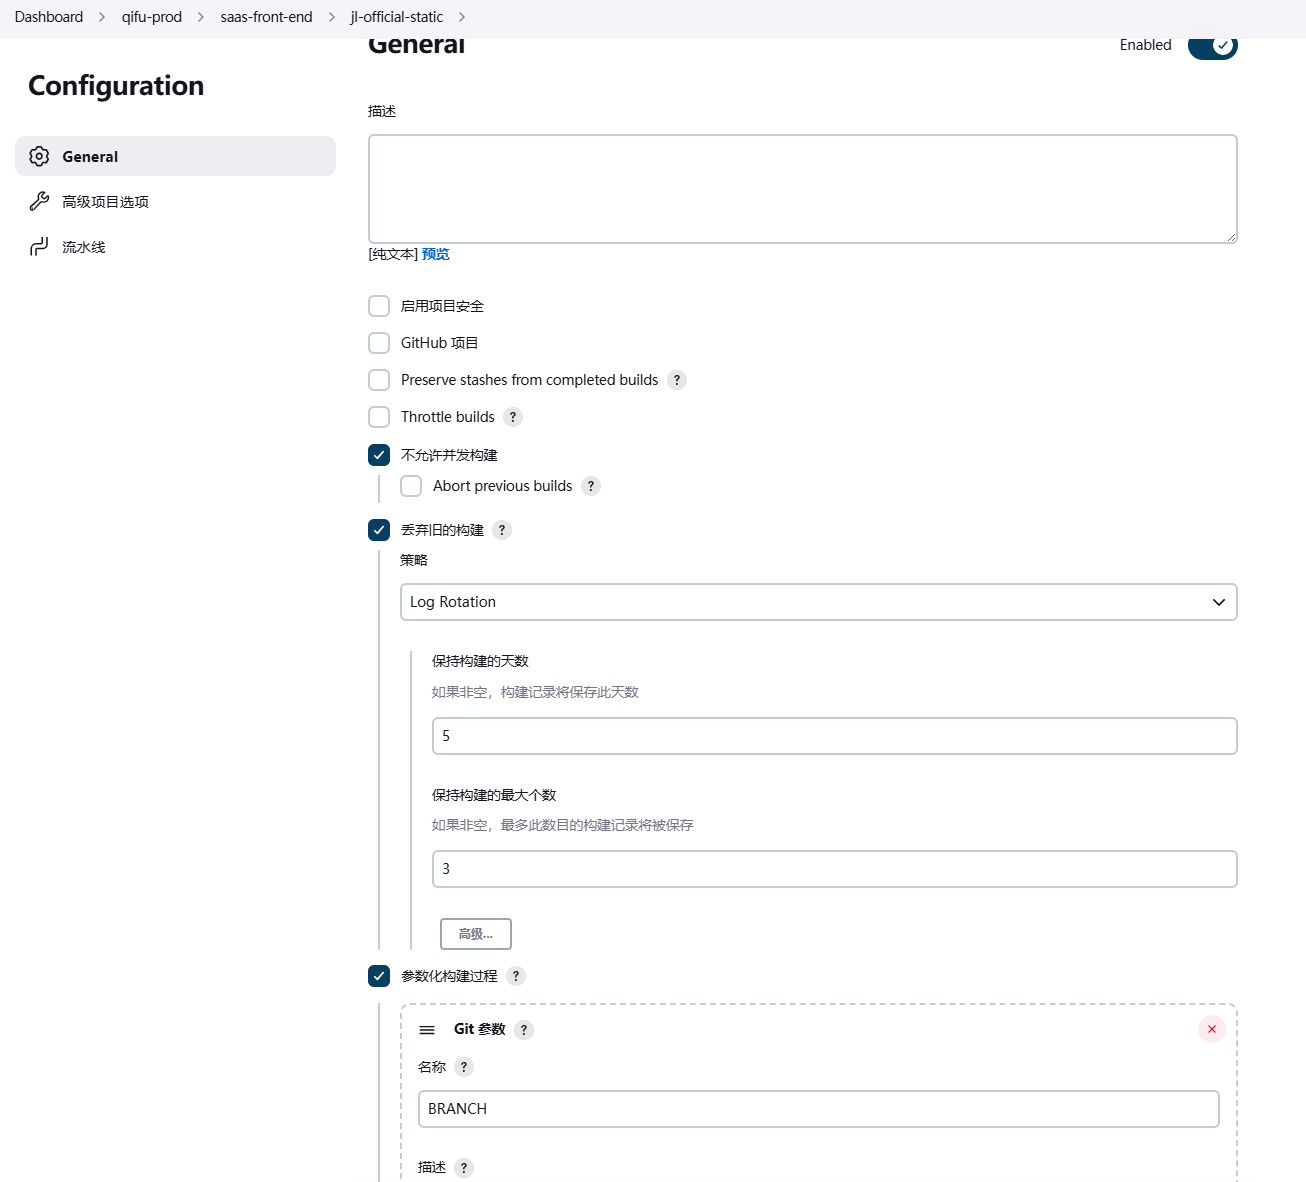 Dashboard > qifu-prod > saas-front-end > jl-official-static >
General
Enabled
Configuration
General
高级项目选项
流水线
描述
[纯文本] 预览
启用项目安全
GitHub 项目
Preserve stashes from completed builds ?
Throttle builds ?
不允许并发构建
Abort previous builds ?
丢弃旧的构建 ?
策略
Log Rotation
保持构建的天数
如果非空，构建记录将保存此天数
5
保持构建的最大个数
如果非空，最多此数目的构建记录将被保存
3
高级...
参数化构建过程 ?
Git 参数 ?
名称 ?
BRANCH
描述 ?